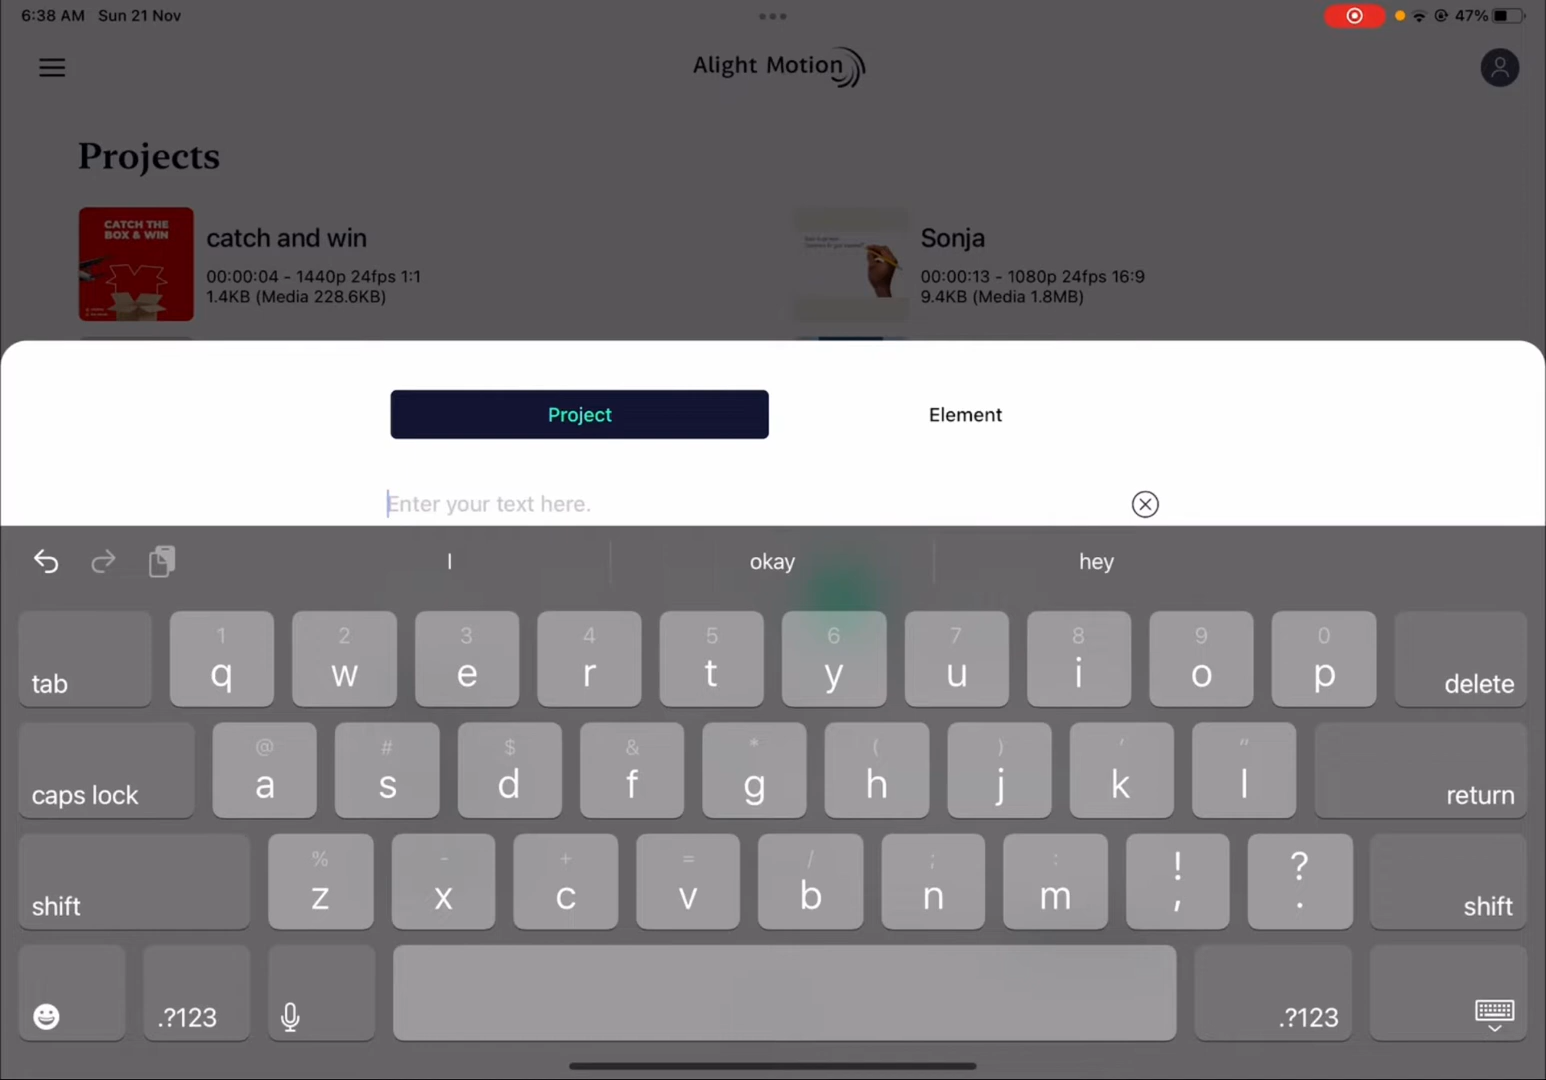 6:38 AM Sun 21 Nov
47%
Alight Motion
Projects
CATCH THE
BOX & WIN
catch and win
00:00:04 - 1440p 24fps 1:1
1.4KB (Media 228.6KB)
Sonja
00:00:13 - 1080p 24fps 16:9
9.4KB (Media 1.8MB)
Project
Element
Enter your text here.
I
okay
hey
1 2 3 4 5 6 7 8 9 0
tab q w e r t y u i o p delete
@ # $ & * ( ) ' "
caps lock a s d f g h j k l return
% - + = / ; : ! ?
shift z x c v b n m , . shift
.?123
.?123